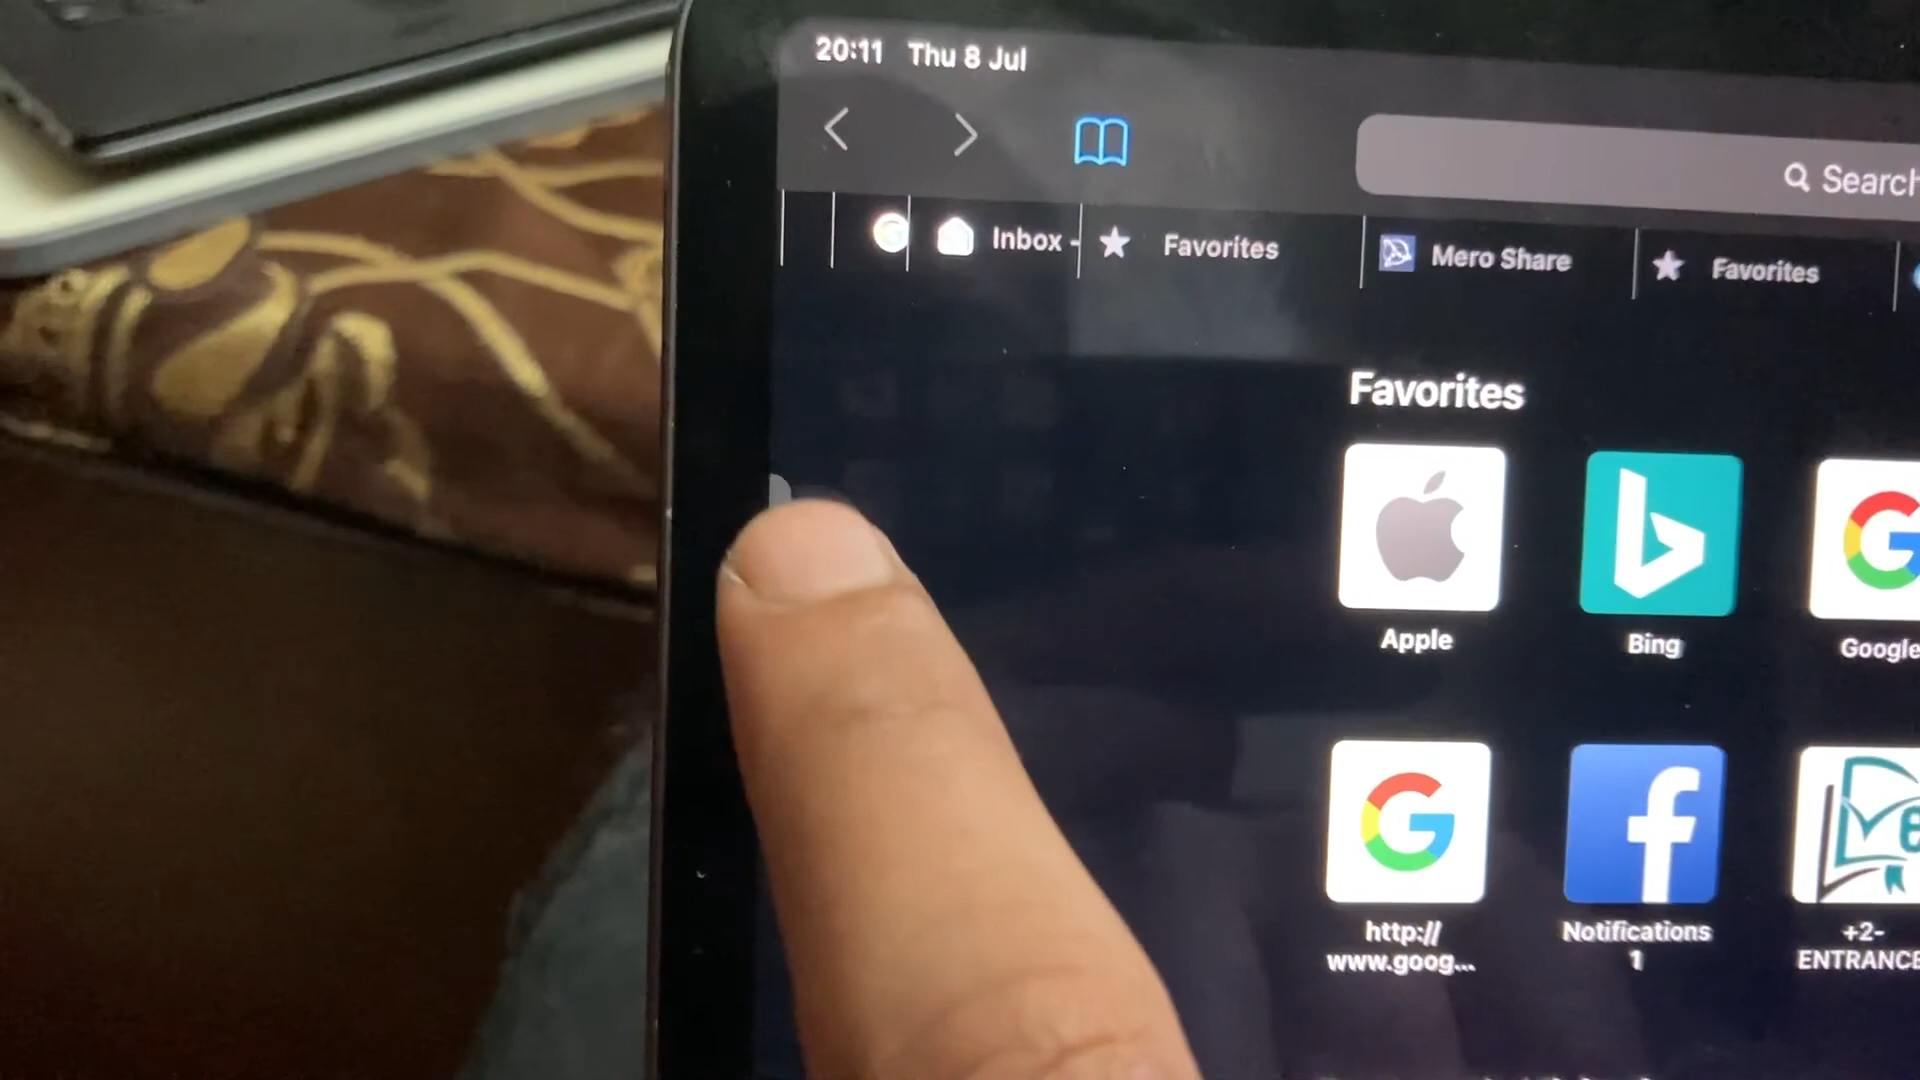 20:11 Thu 8 Jul
Search
Inbox - Favorites Mero Share Favorites
Favorites
Apple Bing Google
http:// Notifications +2-
www.goog... 1 ENTRANCE